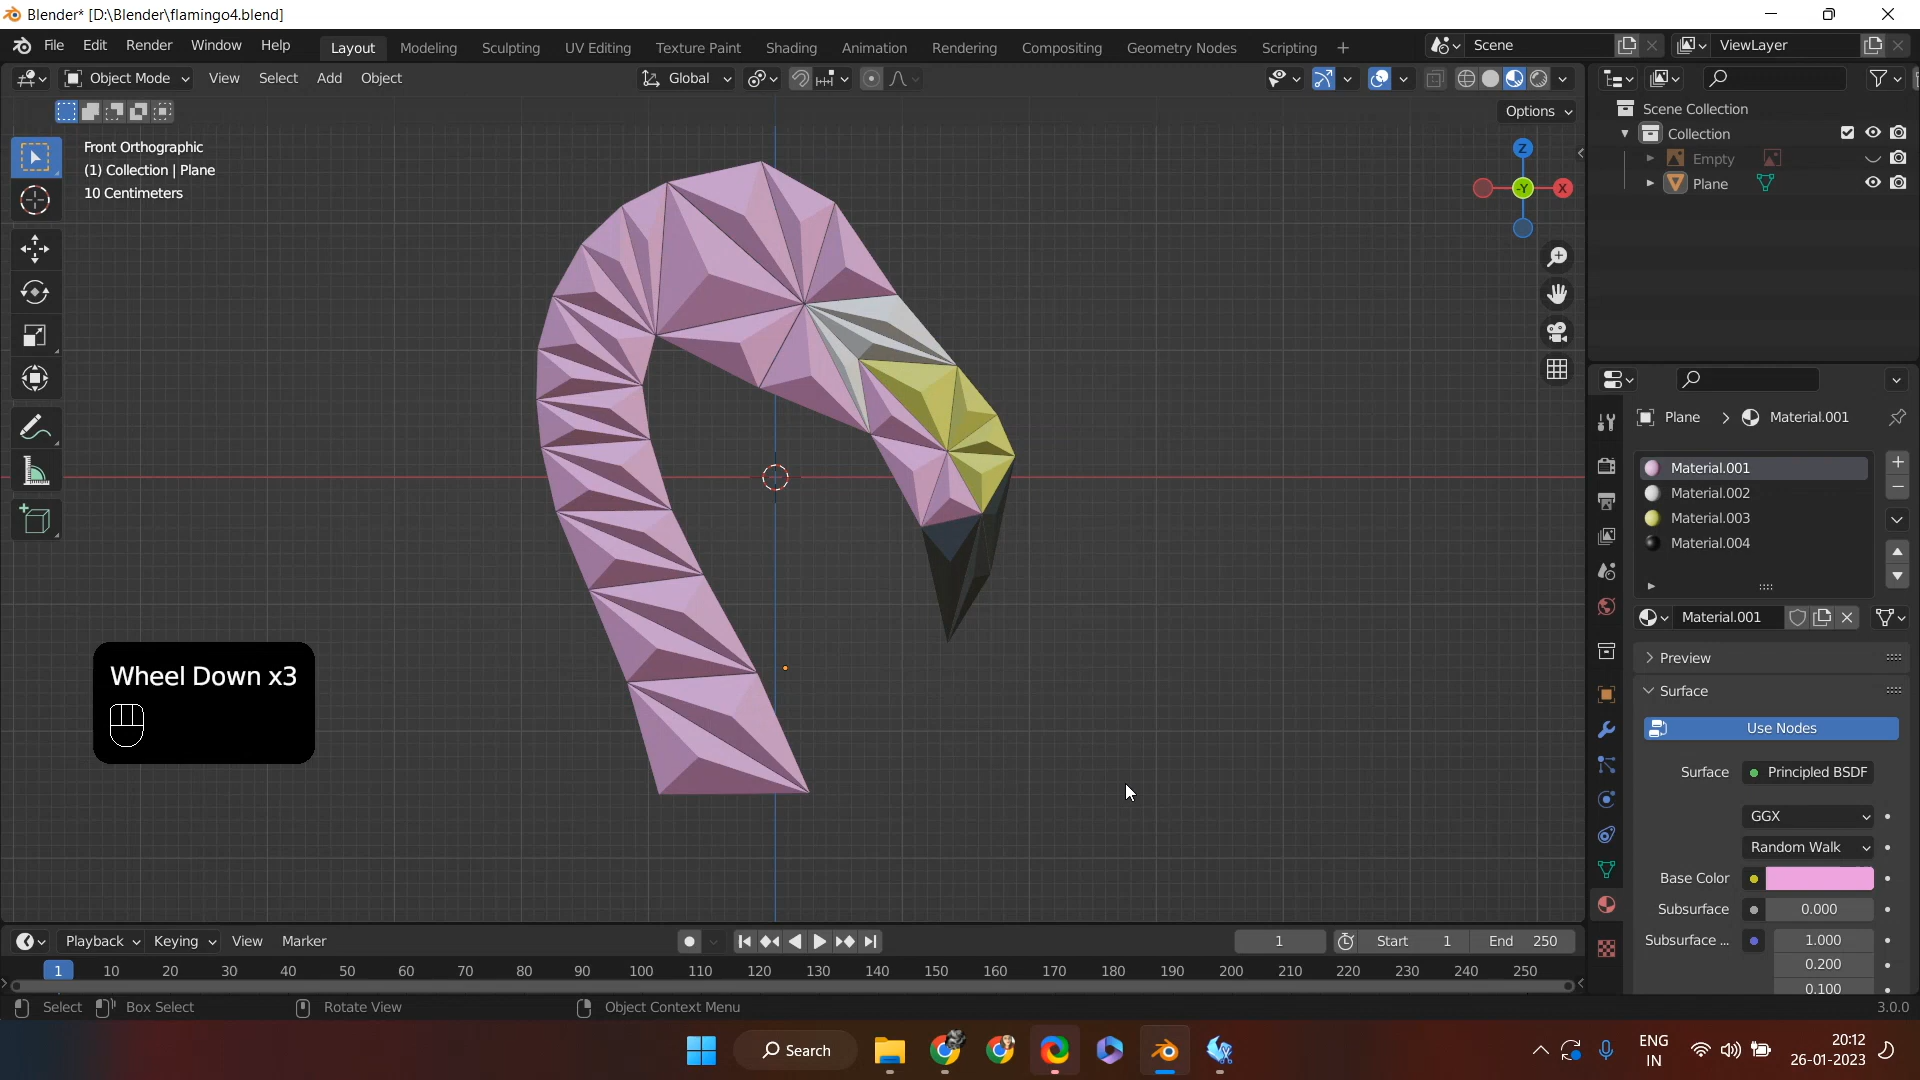 Blender* [D:\Blender\flamingo4.blend]
File Edit Render Window Help Layout Modeling Sculpting UV Editing Texture Paint Shading Animation Rendering Compositing Geometry Nodes Scripting + Scene ViewLayer
Object Mode View Select Add Object Global
Options
Front Orthographic
(1) Collection | Plane
10 Centimeters
Z
-Y X
Scene Collection
Collection
Empty
Plane
Plane > Material.001
Material.001
Material.002
Material.003
Material.004
Material.001
Preview
Surface
Use Nodes
Surface Principled BSDF
GGX
Random Walk
Base Color
Subsurface 0.000
Subsurface ... 1.000
0.200
0.100
Wheel Down x3
Playback Keying View Marker 1 Start 1 End 250
1 10 20 30 40 50 60 70 80 90 100 110 120 130 140 150 160 170 180 190 200 210 220 230 240 250
Select Box Select Rotate View Object Context Menu 3.0.0
Search
ENG
IN
20:12
26-01-2023